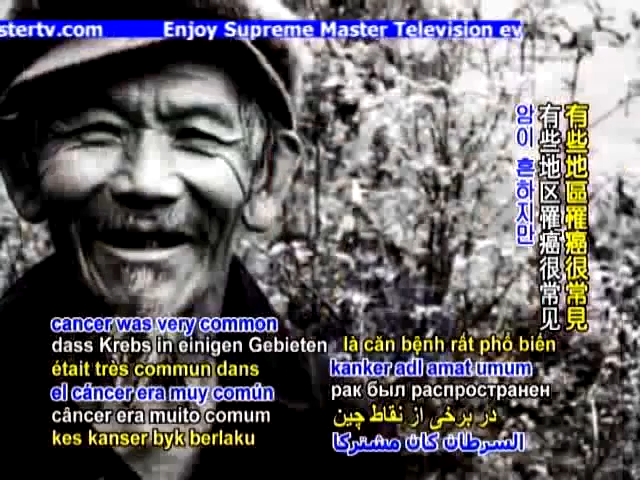 stertv.com Enjoy Supreme Master Television ev
有些地區罹癌很常見
有些地区罹癌很常见
암이 흔하지만
cancer was very common
dass Krebs in einigen Gebieten
était très commun dans
el cáncer era muy común
câncer era muito comum
kes kanser byk berlaku
là căn bệnh rất phổ biến
kanker adl amat umum
рак был распространен
در برخی از نقاط چین
السرطان كان مشتركا